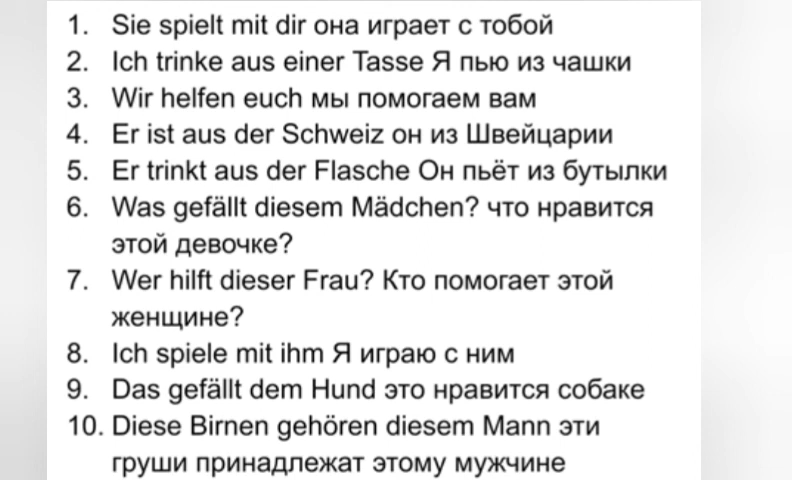 1. Sie spielt mit dir она играет с тобой
2. Ich trinke aus einer Tasse Я пью из чашки
3. Wir helfen euch мы помогаем вам
4. Er ist aus der Schweiz он из Швейцарии
5. Er trinkt aus der Flasche Он пьёт из бутылки
6. Was gefällt diesem Mädchen? что нравится
этой девочке?
7. Wer hilft dieser Frau? Кто помогает этой
женщине?
8. Ich spiele mit ihm Я играю с ним
9. Das gefällt dem Hund это нравится собаке
10. Diese Birnen gehören diesem Mann эти
груши принадлежат этому мужчине